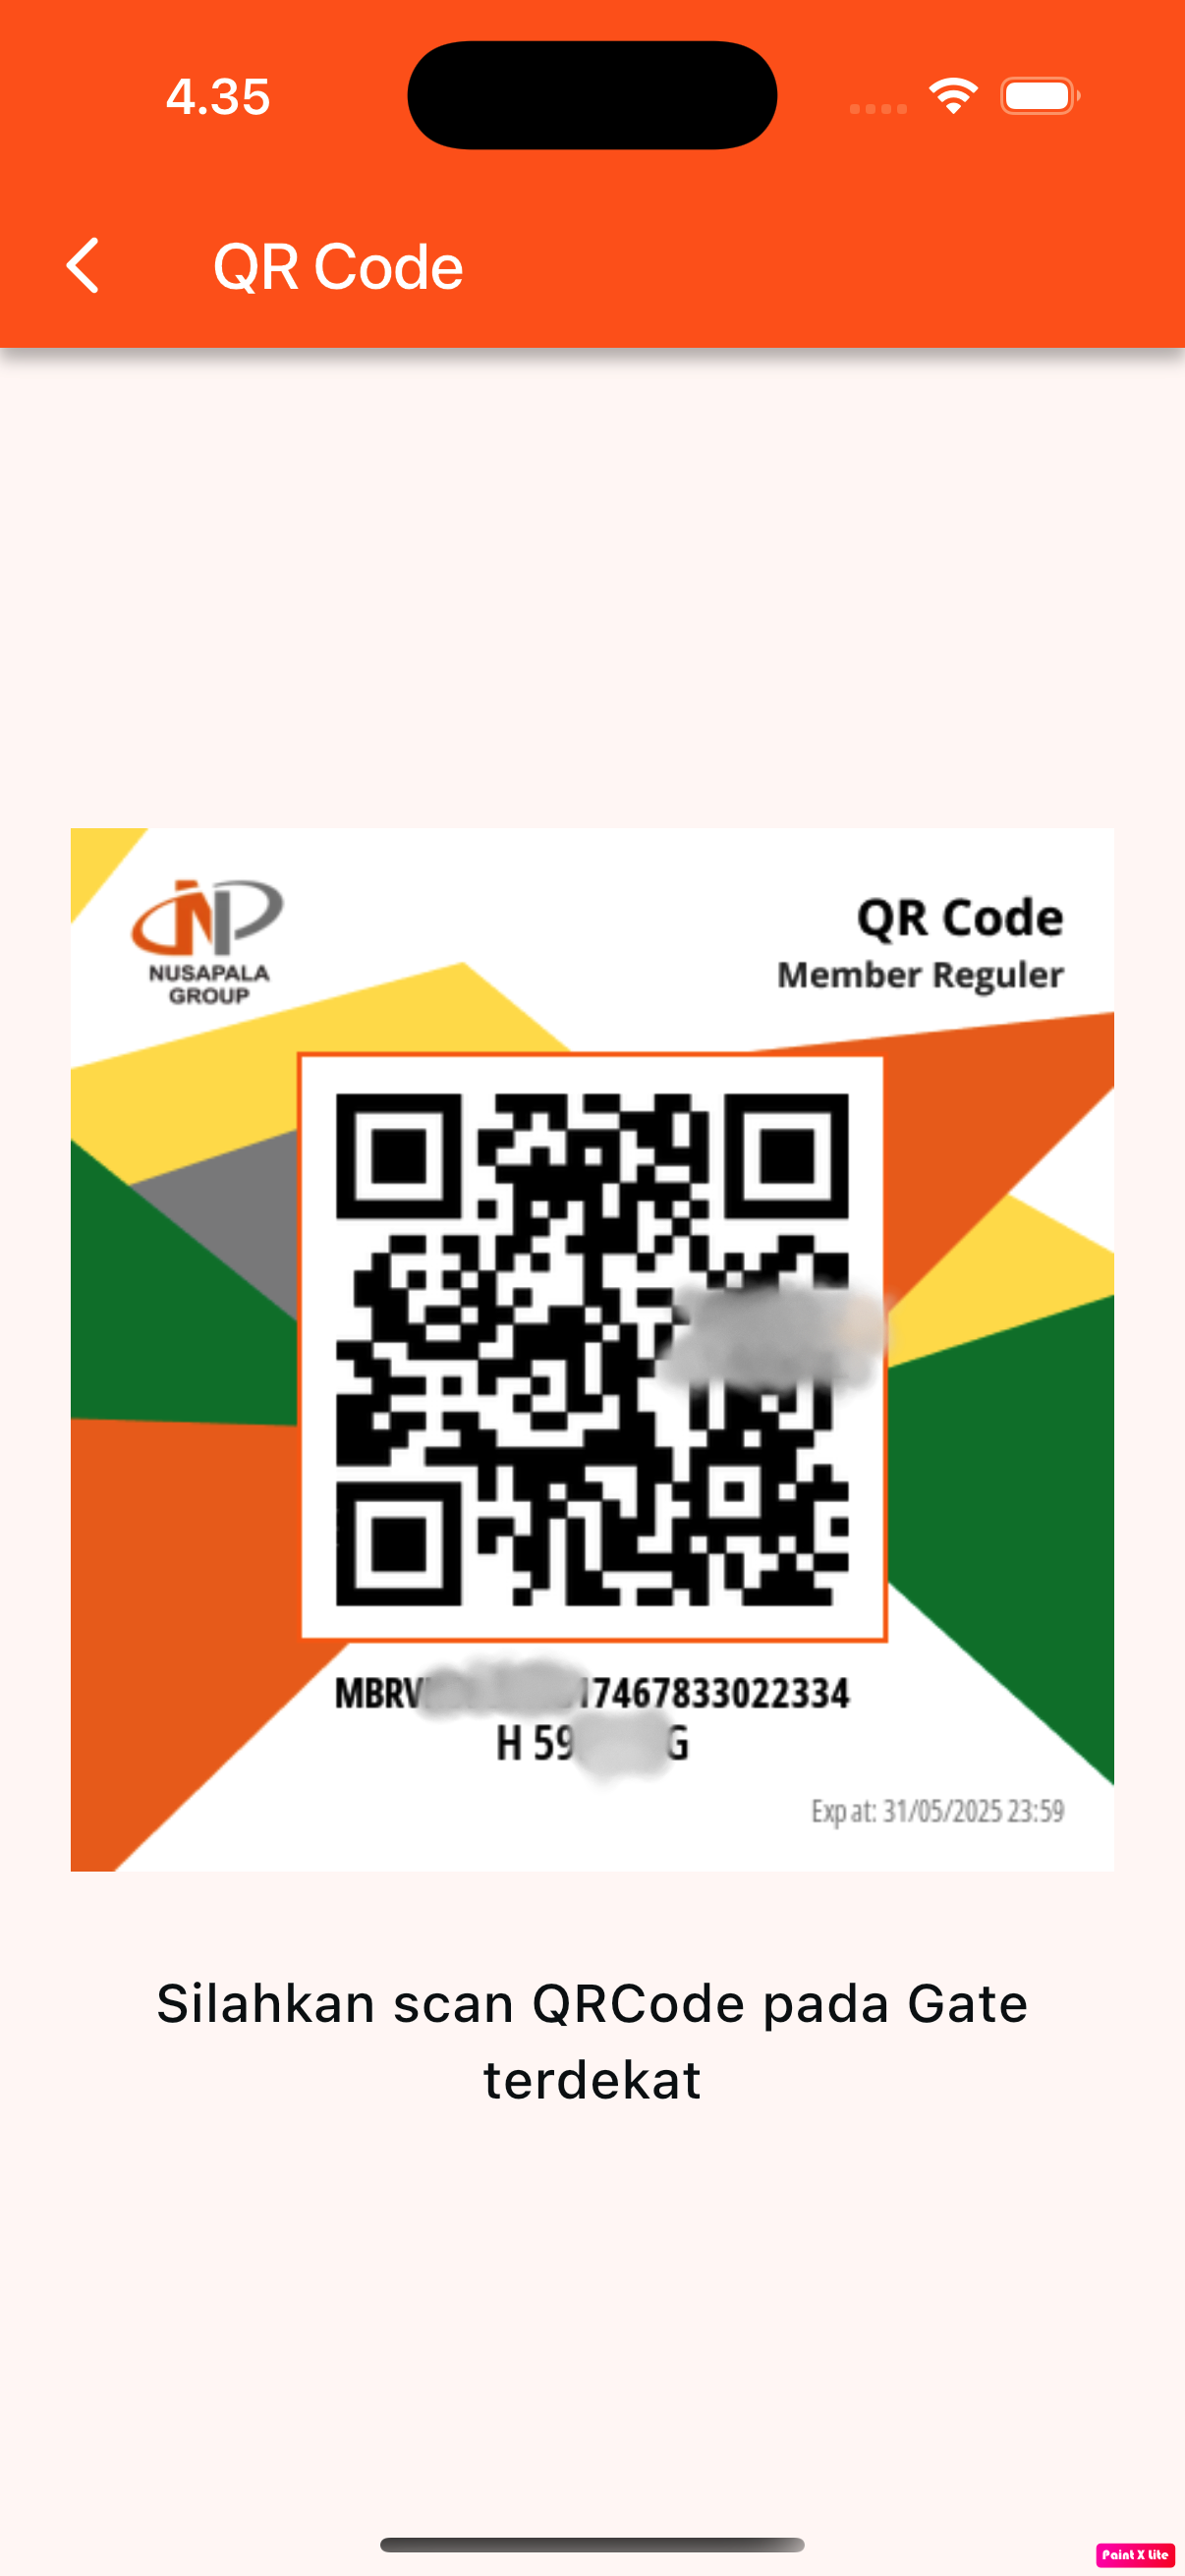 4.35
QR Code
NUSAPALA
GROUP
QR Code
Member Reguler
MBRV 17467833022334
H 59 G
Exp at: 31/05/2025 23:59
Silahkan scan QRCode pada Gate
terdekat
Paint X Lite